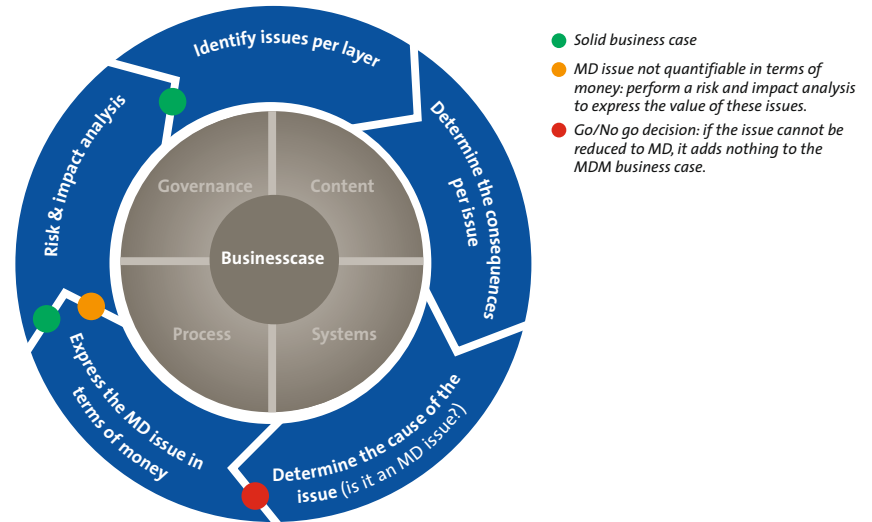 Identify issues per layer
Determine the consequences
per issue
Determine the cause of the
issue (is it an MD issue?)
Express the MD issue in
terms of money
Risk & impact analysis
Governance
Content
Businesscase
Process
Systems
Solid business case
MD issue not quantifiable in terms of
money: perform a risk and impact analysis
to express the value of these issues.
Go/No go decision: if the issue cannot be
reduced to MD, it adds nothing to the
MDM business case.